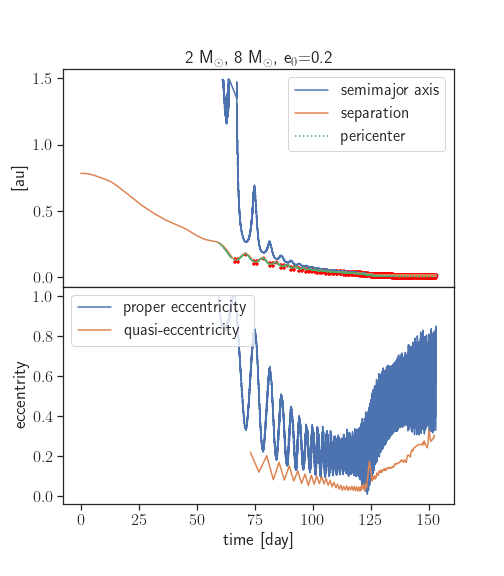 2 M⊙, 8 M⊙, e₀=0.2
1.5
1.0
0.5
0.0
[au]
semimajor axis
separation
pericenter
1.0
0.8
0.6
0.4
0.2
0.0
eccentrity
proper eccentricity
quasi-eccentricity
0 25 50 75 100 125 150
time [day]